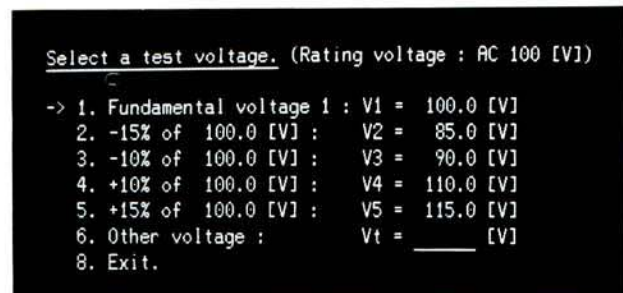 Select a test voltage. (Rating voltage : AC 100 [V])
-> 1. Fundamental voltage 1 : V1 = 100.0 [V]
2. -15% of 100.0 [V] : V2 = 85.0 [V]
3. -10% of 100.0 [V] : V3 = 90.0 [V]
4. +10% of 100.0 [V] : V4 = 110.0 [V]
5. +15% of 100.0 [V] : V5 = 115.0 [V]
6. Other voltage : Vt = ______ [V]
8. Exit.